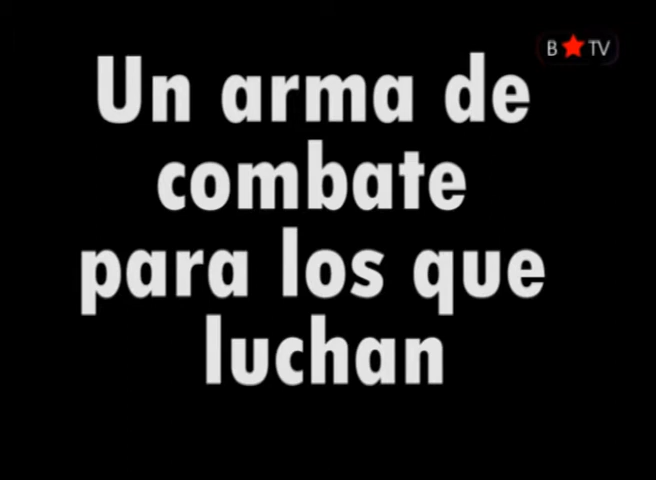 B★TV
Un arma de
combate
para los que
luchan